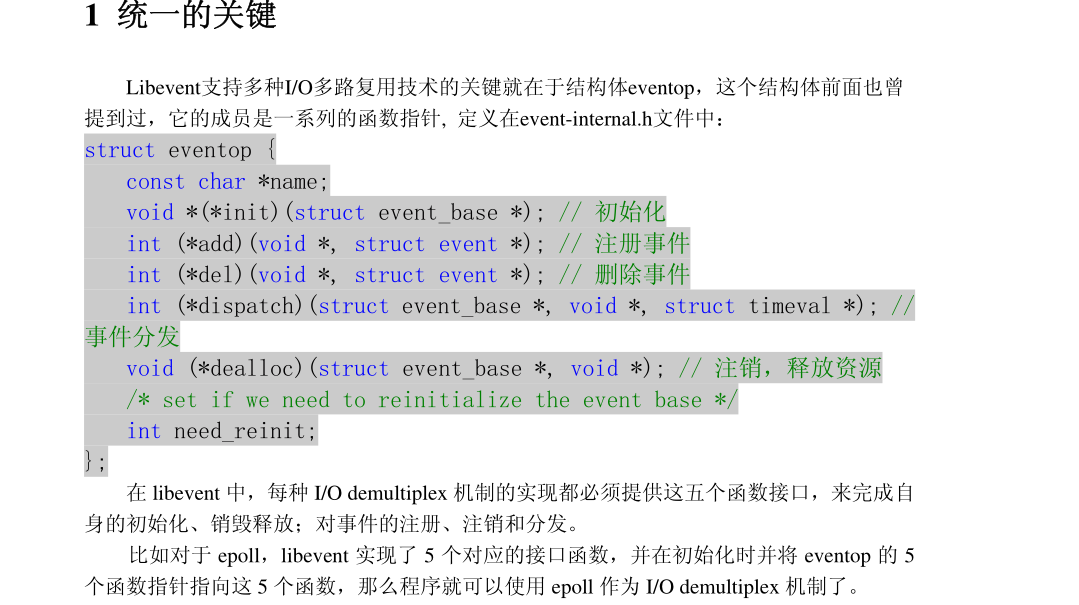 1 统一的关键
Libevent支持多种I/O多路复用技术的关键就在于结构体eventop，这个结构体前面也曾
提到过，它的成员是一系列的函数指针, 定义在event-internal.h文件中：
struct eventop {
const char *name;
void *(*init)(struct event_base *); // 初始化
int (*add)(void *, struct event *); // 注册事件
int (*del)(void *, struct event *); // 删除事件
int (*dispatch)(struct event_base *, void *, struct timeval *); //
事件分发
void (*dealloc)(struct event_base *, void *); // 注销，释放资源
/* set if we need to reinitialize the event base */
int need_reinit;
};
在 libevent 中，每种 I/O demultiplex 机制的实现都必须提供这五个函数接口，来完成自
身的初始化、销毁释放；对事件的注册、注销和分发。
比如对于 epoll，libevent 实现了 5 个对应的接口函数，并在初始化时并将 eventop 的 5
个函数指针指向这 5 个函数，那么程序就可以使用 epoll 作为 I/O demultiplex 机制了。